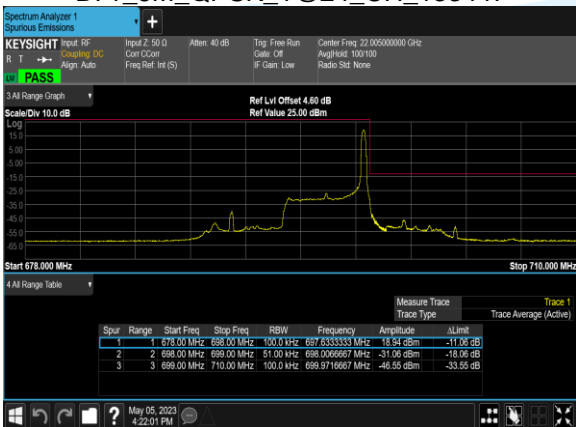 Spectrum Analyzer 1
Spurious Emissions
+
KEYSIGHT Input: RF Input Z: 50 Ω Atten: 40 dB Trig: Free Run Center Freq: 22.005000000 GHz
R T Coupling: DC Corr CCorr Gate: Off Avg|Hold: 100/100
Align: Auto Freq Ref: Int (S) IF Gain: Low Radio Std: None
LW PASS
3 All Range Graph
Ref Lvl Offset 4.60 dB
Scale/Div 10.0 dB Ref Value 25.00 dBm
Log
15.0
5.00
-5.00
-15.0
-25.0
-35.0
-45.0
-55.0
-65.0
Start 678.000 MHz Stop 710.000 MHz
4 All Range Table
Measure Trace Trace 1
Trace Type Trace Average (Active)
Spur Range Start Freq Stop Freq RBW Frequency Amplitude ΔLimit
1 1 678.00 MHz 698.00 MHz 100.0 kHz 697.6333333 MHz 18.94 dBm -11.06 dB
2 2 698.00 MHz 699.00 MHz 51.00 kHz 698.0066667 MHz -31.06 dBm -18.06 dB
3 3 699.00 MHz 710.00 MHz 100.0 kHz 699.9716667 MHz -46.55 dBm -33.55 dB
? May 05, 2023
4:22:01 PM